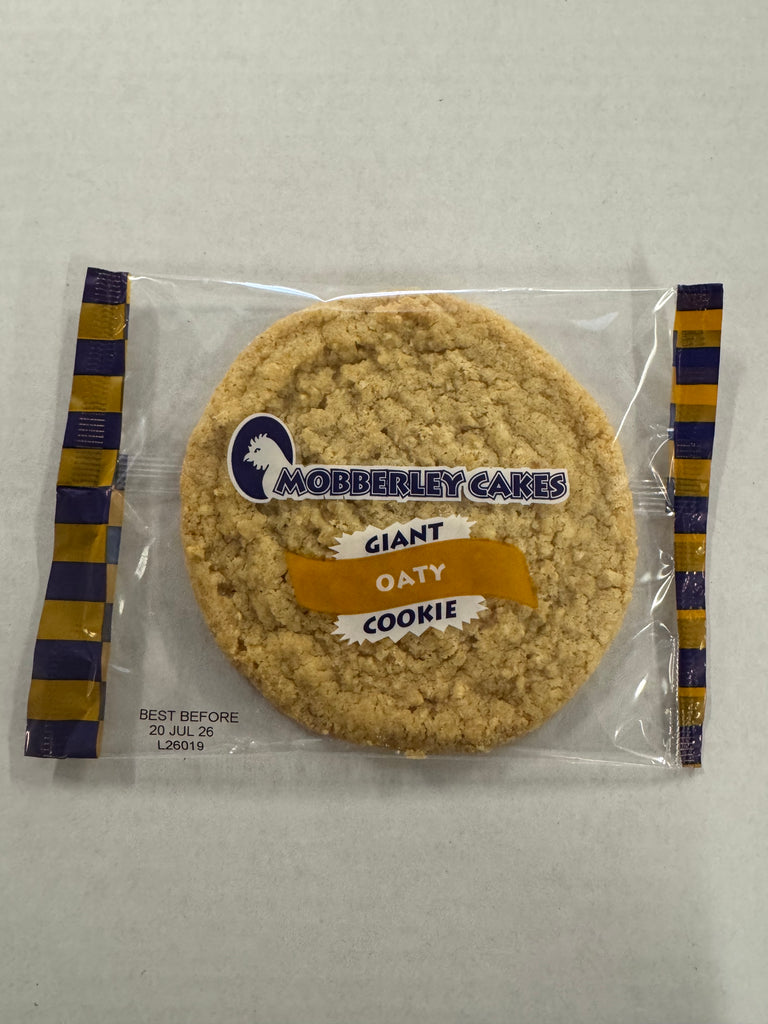 MOBBERLEY CAKES
GIANT
OATY
COOKIE
BEST BEFORE
20 JUL 26
L26019